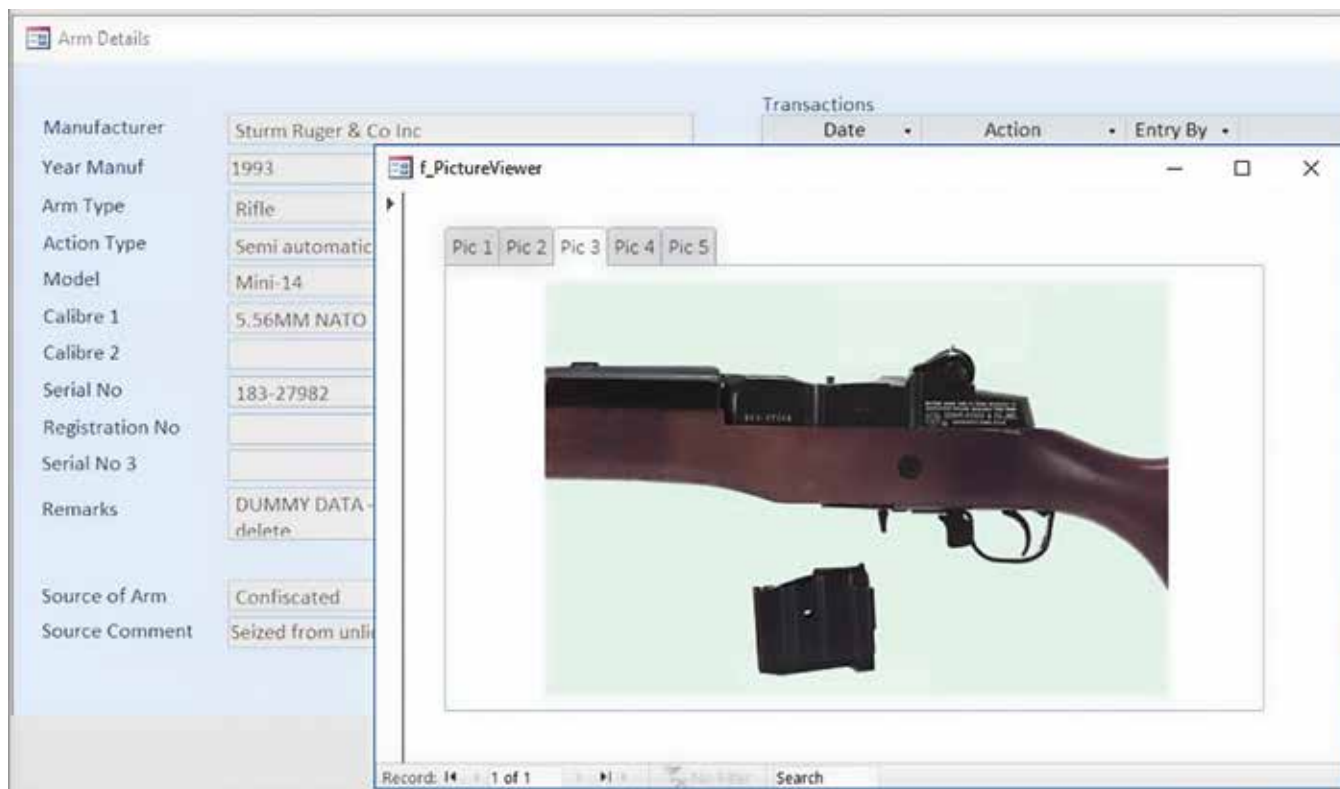 Arm Details
Transactions
Manufacturer Sturm Ruger & Co Inc Date Action Entry By
Year Manuf 1993
f_PictureViewer
Arm Type Rifle
Action Type Semi automatic
Pic 1 Pic 2 Pic 3 Pic 4 Pic 5
Model Mini-14
Calibre 1 5.56MM NATO
Calibre 2
Serial No 183-27982
Registration No
Serial No 3
Remarks DUMMY DATA -
delete
Source of Arm Confiscated
Source Comment Seized from
Record: 1 of 1 No Filter Search